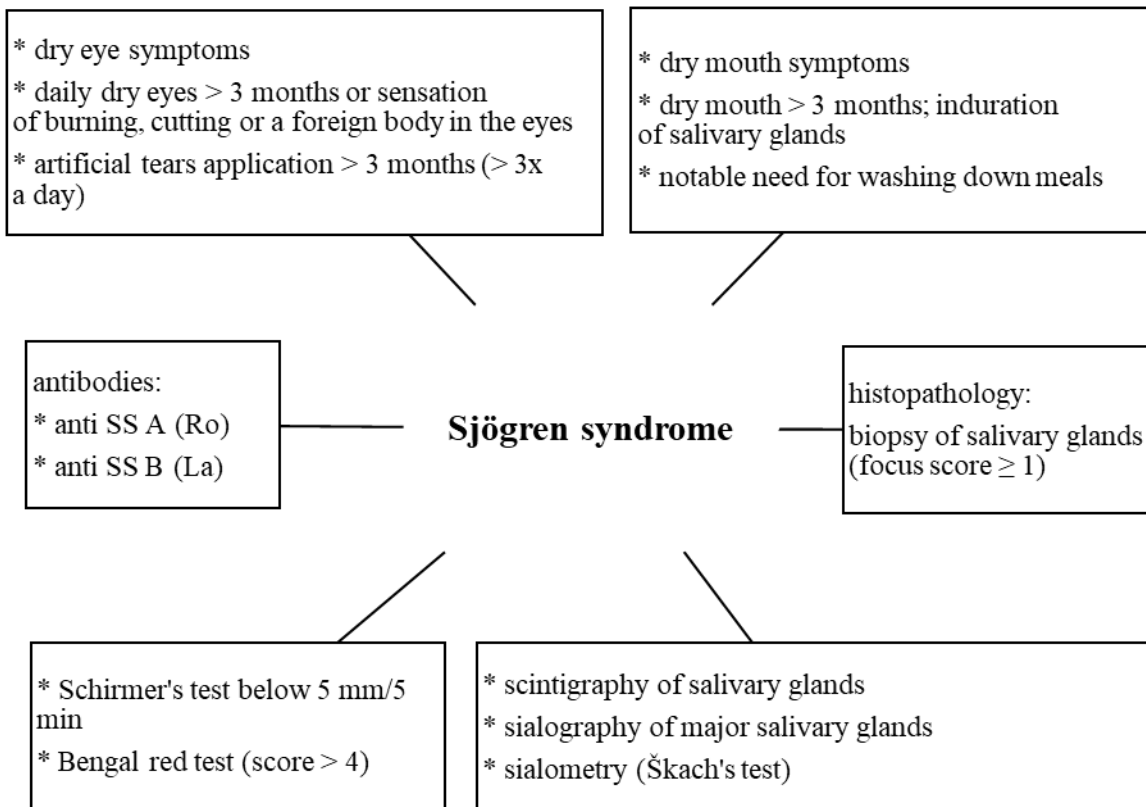 * dry eye symptoms
* daily dry eyes > 3 months or sensation
of burning, cutting or a foreign body in the eyes
* artificial tears application > 3 months (> 3x
a day)
* dry mouth symptoms
* dry mouth > 3 months; induration
of salivary glands
* notable need for washing down meals
antibodies:
* anti SS A (Ro)
* anti SS B (La)
Sjögren syndrome
histopathology:
biopsy of salivary glands
(focus score ≥ 1)
* Schirmer's test below 5 mm/5
min
* Bengal red test (score > 4)
* scintigraphy of salivary glands
* sialography of major salivary glands
* sialometry (Škach's test)